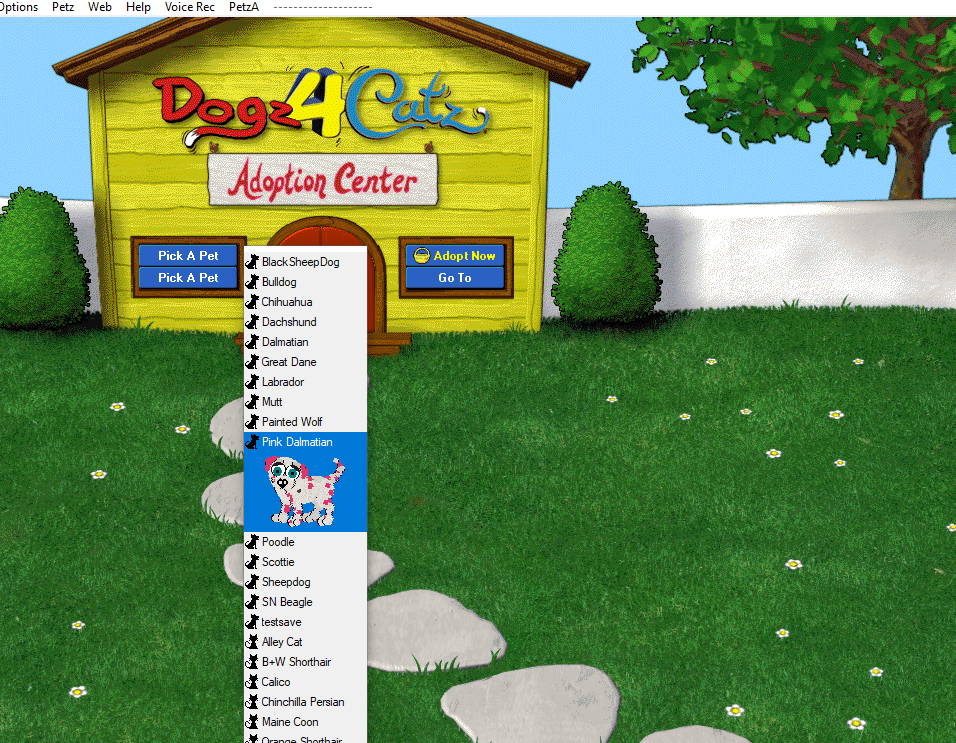 Options Petz Web Help Voice Rec PetzA --------------------
Dogz 4 Catz
Adoption Center
Pick A Pet
Pick A Pet
Adopt Now
Go To
BlackSheepDog
Bulldog
Chihuahua
Dachshund
Dalmatian
Great Dane
Labrador
Mutt
Painted Wolf
Pink Dalmatian
Poodle
Scottie
Sheepdog
SN Beagle
testsave
Alley Cat
B+W Shorthair
Calico
Chinchilla Persian
Maine Coon
Orange Shorthair